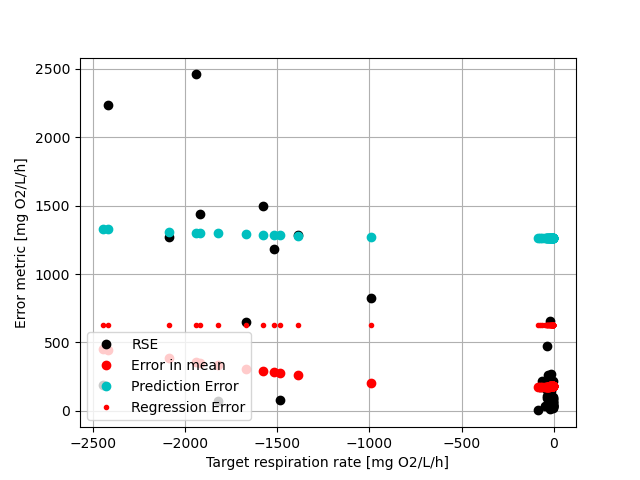 2500
2000
1500
1000
500
0
Error metric [mg O2/L/h]
RSE
Error in mean
Prediction Error
Regression Error
−2500 −2000 −1500 −1000 −500 0
Target respiration rate [mg O2/L/h]